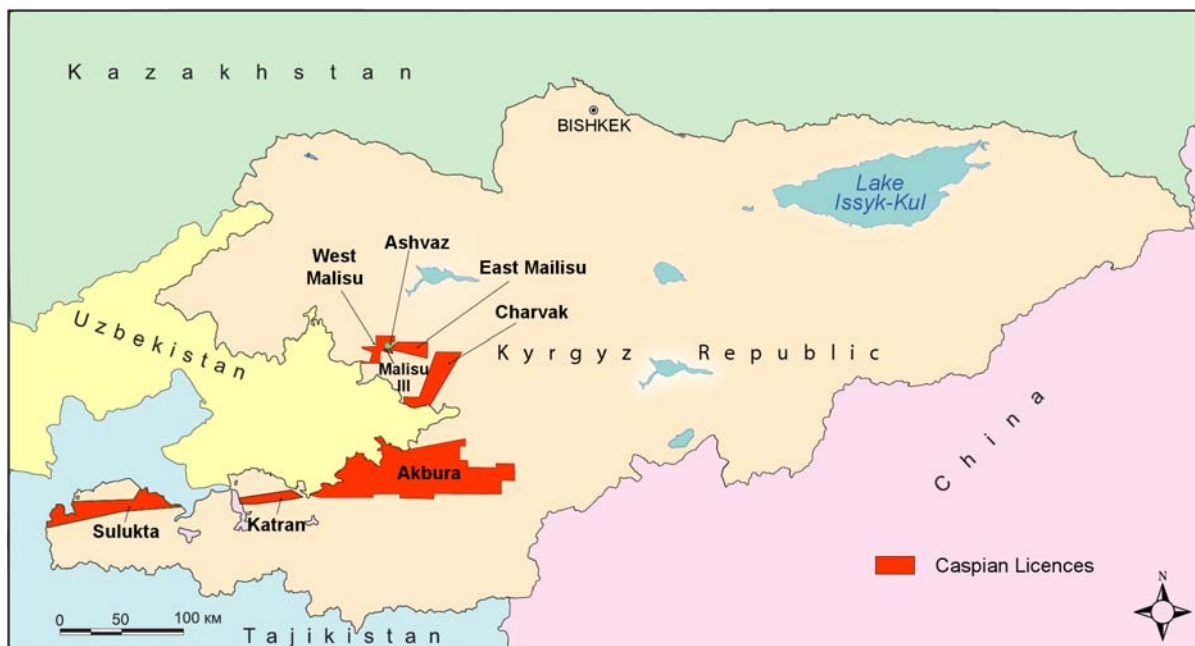 Kazakhstan
BISHKEK
Lake
Issyk-Kul
Ashvaz
West
Malisu
East Mailisu
Charvak
Uzbekistan
Kyrgyz Republic
Malisu
III
China
Akbura
Sulukta
Katran
Caspian Licences
N
0 50 100 км
Tajikistan